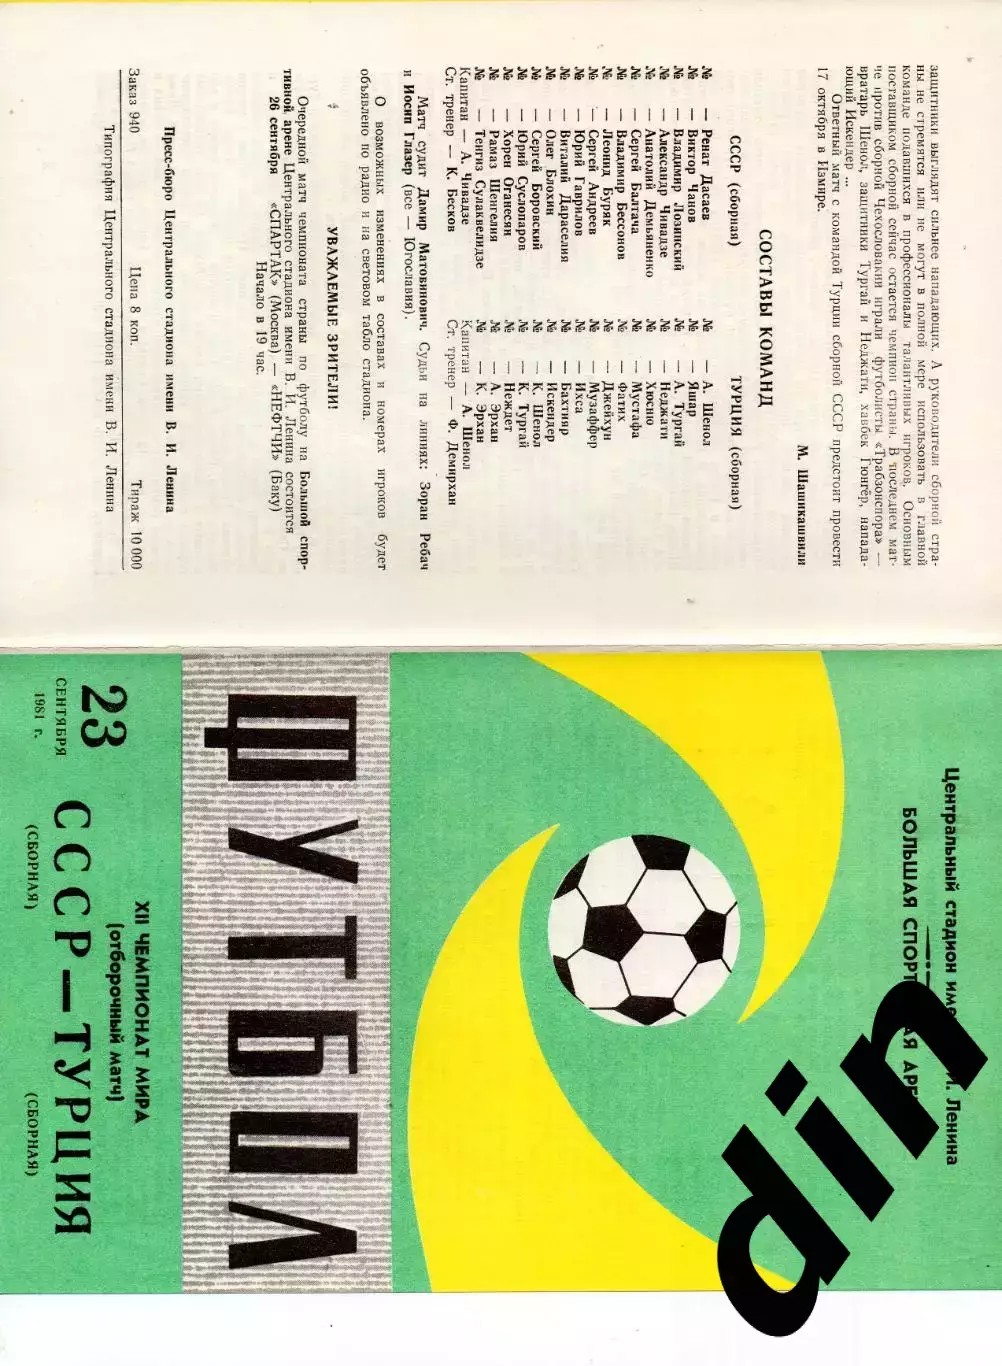 защитники выглядят сильнее нападающих. А руководители сборной стра-
ны не стремятся или не могут в полной мере использовать в главной
команде подавшихся в профессионалы талантливых игроков. Основным
поставщиком сборной сейчас остается чемпион страны. В последнем мат-
че против сборной Чехословакии играли футболисты «Трабзонспора» —
вратарь Шенол, защитники Тургай и Неджати, хавбек Гюнгёр, напада-
ющий Искендер ...
Ответный матч с командой Турции сборной СССР предстоит провести
17 октября в Измире.
М. Шашикашвили
СОСТАВЫ КОМАНД
СССР (сборная)
№ — Ренат Дасаев
№ — Виктор Чанов
№ — Владимир Лозинский
№ — Александр Чивадзе
№ — Анатолий Демьяненко
№ — Сергей Балтача
№ — Владимир Бессонов
№ — Леонид Буряк
№ — Сергей Андреев
№ — Юрий Гаврилов
№ — Виталий Дараселия
№ — Олег Блохин
№ — Сергей Боровский
№ — Юрий Суслопаров
№ — Хорен Оганесян
№ — Рамаз Шенгелия
№ — Тенгиз Сулаквелидзе
Капитан — А. Чивадзе
Ст. тренер — К. Бесков
ТУРЦИЯ (сборная)
№ — А. Шенол
№ — Яшар
№ — А. Тургай
№ — Неджати
№ — Хюсню
№ — Мустафа
№ — Фатих
№ — Джейхун
№ — Музаффер
№ — Ихса
№ — Бахтияр
№ — Искендер
№ — К. Шенол
№ — К. Тургай
№ — Неждет
№ — А. Эрхан
№ — К. Эрхан
Капитан — А. Шенол
Ст. тренер — Ф. Демирхан
Матч судит Дамир Матовинович. Судьи на линиях: Зоран Ребач
и Иосип Глазер (все — Югославия).
О возможных изменениях в составах и номерах игроков будет
объявлено по радио и на световом табло стадиона.
УВАЖАЕМЫЕ ЗРИТЕЛИ!
Очередной матч чемпионата страны по футболу на Большой спор-
тивной арене Центрального стадиона имени В. И. Ленина состоится
26 сентября «СПАРТАК» (Москва) — «НЕФТЧИ» (Баку)
Начало в 19 час.
Пресс-бюро Центрального стадиона имени В. И. Ленина
Заказ 940 Цена 8 коп. Тираж 10 000
Типография Центрального стадиона имени В. И. Ленина
Центральный стадион И. Ленина
БОЛЬШАЯ
ФУТБОЛ
XII ЧЕМПИОНАТ МИРА
(отборочный матч)
23
СЕНТЯБРЯ
1981 г.
СССР—ТУРЦИЯ
(СБОРНАЯ) (СБОРНАЯ)
din